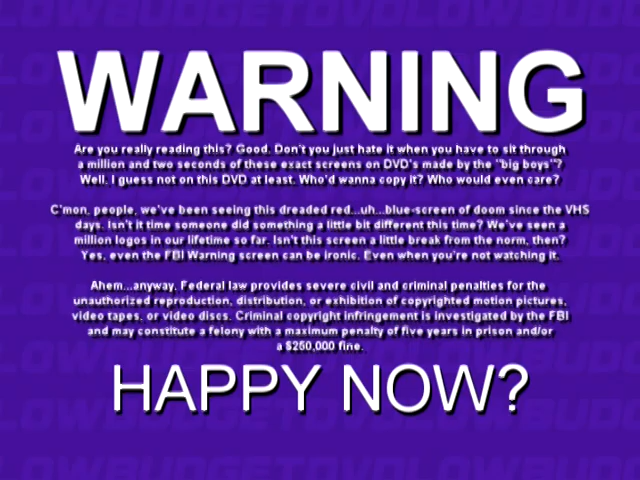 WARNING
Are you really reading this? Good. Don't you just hate it when you have to sit through
a million and two seconds of these exact screens on DVD's made by the "big boys"?
Well, I guess not on this DVD at least. Who'd wanna copy it? Who would even care?
C'mon, people, we've been seeing this dreaded red...uh...blue-screen of doom since the VHS
days. Isn't it time someone did something a little bit different this time? We've seen a
million logos in our lifetime so far. Isn't this screen a little break from the norm, then?
Yes, even the FBI Warning screen can be ironic. Even when you're not watching it.
Ahem...anyway, Federal law provides severe civil and criminal penalties for the
unauthorized reproduction, distribution, or exhibition of copyrighted motion pictures,
video tapes, or video discs. Criminal copyright infringement is investigated by the FBI
and may constitute a felony with a maximum penalty of five years in prison and/or
a $250,000 fine.
HAPPY NOW?